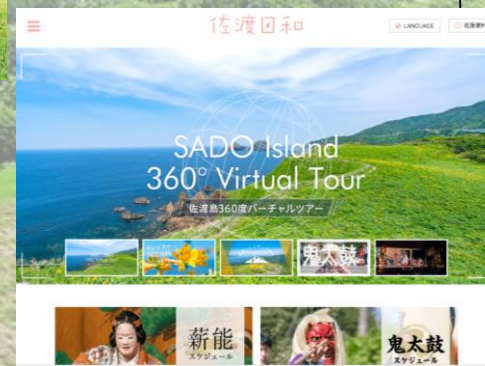 佐渡日和
LANGUAGE
SADO Island
360° Virtual Tour
佐渡島360度バーチャルツアー
鬼太鼓
薪能
スケジュール
鬼太鼓
スケジュール